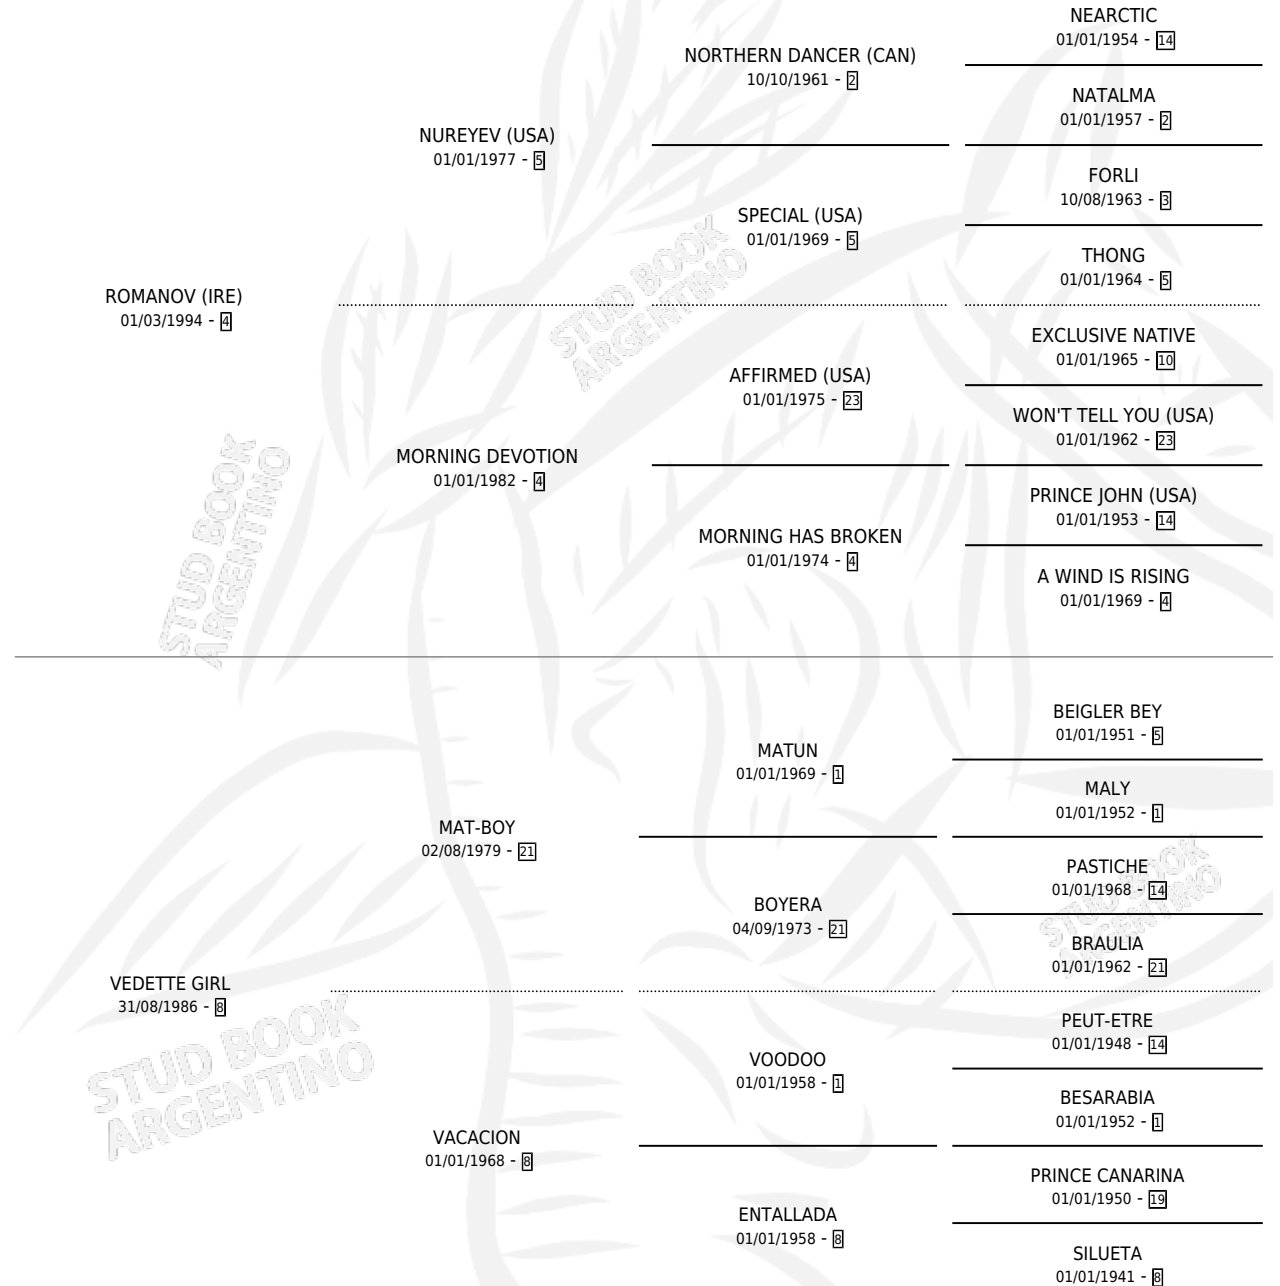 NEARCTIC
01/01/1954 - 14
NORTHERN DANCER (CAN)
10/10/1961 - 2
NATALMA
01/01/1957 - 2
NUREYEV (USA)
01/01/1977 - 5
FORLI
10/08/1963 - 3
SPECIAL (USA)
01/01/1969 - 5
THONG
01/01/1964 - 5
ROMANOV (IRE)
01/03/1994 - 4
EXCLUSIVE NATIVE
01/01/1965 - 10
AFFIRMED (USA)
01/01/1975 - 23
WON'T TELL YOU (USA)
01/01/1962 - 23
MORNING DEVOTION
01/01/1982 - 4
PRINCE JOHN (USA)
01/01/1953 - 14
MORNING HAS BROKEN
01/01/1974 - 4
A WIND IS RISING
01/01/1969 - 4
STUD BOOK
ARGENTINO
STUD BOOK
ARGENTINO
BEIGLER BEY
01/01/1951 - 5
MATUN
01/01/1969 - 1
MALY
01/01/1952 - 1
MAT-BOY
02/08/1979 - 21
PASTICHE
01/01/1968 - 14
BOYERA
04/09/1973 - 21
BRAULIA
01/01/1962 - 21
STUD BOOK
ARGENTINO
VEDETTE GIRL
31/08/1986 - 8
PEUT-ETRE
01/01/1948 - 14
VOODOO
01/01/1958 - 1
BESARABIA
01/01/1952 - 1
STUD BOOK
ARGENTINO
VACACION
01/01/1968 - 8
PRINCE CANARINA
01/01/1950 - 19
ENTALLADA
01/01/1958 - 8
SILUETA
01/01/1941 - 8